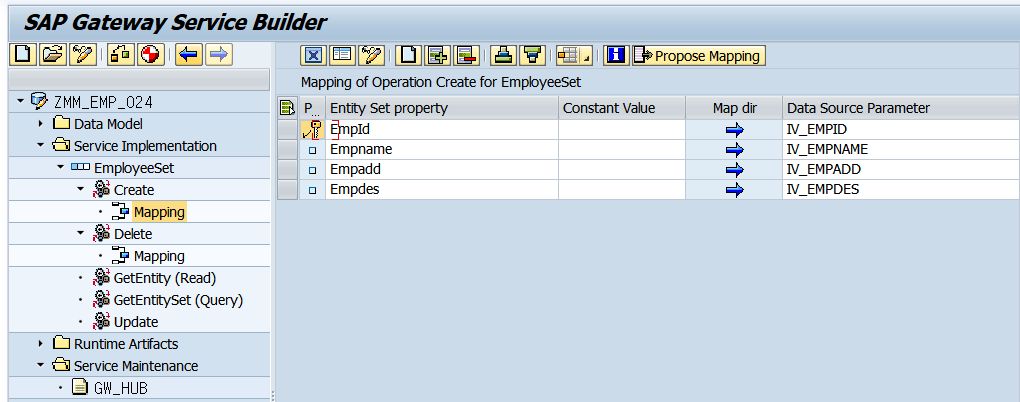 SAP Gateway Service Builder
Propose Mapping
Mapping of Operation Create for EmployeeSet
P... Entity Set property Constant Value Map dir Data Source Parameter
EmpId IV_EMPID
Empname IV_EMPNAME
Empadd IV_EMPADD
Empdes IV_EMPDES
ZMM_EMP_024
Data Model
Service Implementation
EmployeeSet
Create
Mapping
Delete
Mapping
GetEntity (Read)
GetEntitySet (Query)
Update
Runtime Artifacts
Service Maintenance
GW_HUB